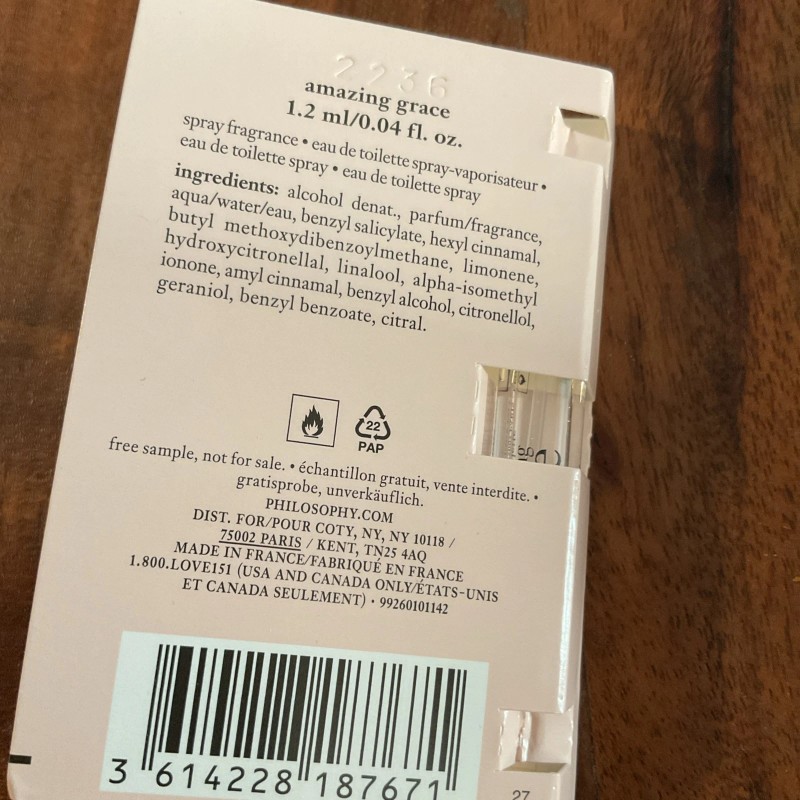 2236
amazing grace
1.2 ml/0.04 fl. oz.
spray fragrance • eau de toilette spray-vaporisateur •
eau de toilette spray • eau de toilette spray
ingredients: alcohol denat., parfum/fragrance,
aqua/water/eau, benzyl salicylate, hexyl cinnamal,
butyl methoxydibenzoylmethane, limonene,
hydroxycitronellal, linalool, alpha-isomethyl
ionone, amyl cinnamal, benzyl alcohol, citronellol,
geraniol, benzyl benzoate, citral.
22
PAP
free sample, not for sale. • échantillon gratuit, vente interdite. •
gratisprobe, unverkäuflich.
PHILOSOPHY.COM
DIST. FOR/POUR COTY, NY, NY 10118 /
75002 PARIS / KENT, TN25 4AQ
MADE IN FRANCE/FABRIQUÉ EN FRANCE
1.800.LOVE151 (USA AND CANADA ONLY/ÉTATS-UNIS
ET CANADA SEULEMENT) • 99260101142
3 614228 187671
27